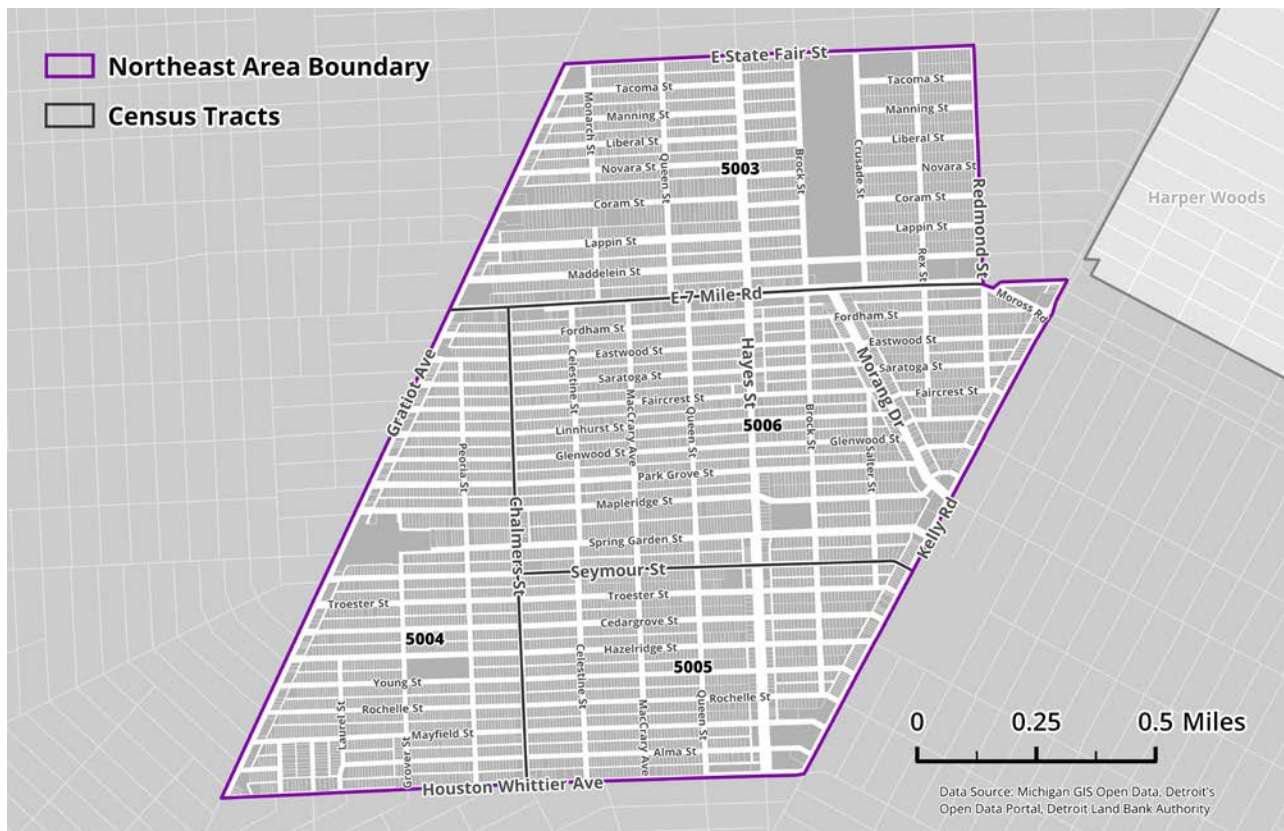 Northeast Area Boundary
Census Tracts
E State Fair St
Tacoma St
Tacoma St
Monarch St
Manning St
Manning St
Liberal St
Liberal St
Queen St
Brock St
Crusade St
Novara St
5003
Novara St
Redmond St
Harper Woods
Coram St
Coram St
Lappin St
Lappin St
Rex St
Maddelein St
E 7 Mile Rd
Moross Rd
Fordham St
Fordham St
Gratiot Ave
Celestine St
Eastwood St
Hayes St
Morang Dr
Eastwood St
Saratoga St
Saratoga St
MacCrary Ave
Faircrest St
Faircrest St
Queen St
Brock St
Linnhurst St
5006
Peoria St
Glenwood St
Glenwood St
Salter St
Park Grove St
Chalmers St
Mapleridge St
Kelly Rd
Spring Garden St
Seymour St
Troester St
Troester St
Cedargrove St
5004
Hazelridge St
Celestine St
5005
Young St
Queen St
Rochelle St
Rochelle St
Laurel St
MacCrary Ave
Mayfield St
Grover St
Alma St
Houston Whittier Ave
0 0.25 0.5 Miles
Data Source: Michigan GIS Open Data, Detroit's
Open Data Portal, Detroit Land Bank Authority